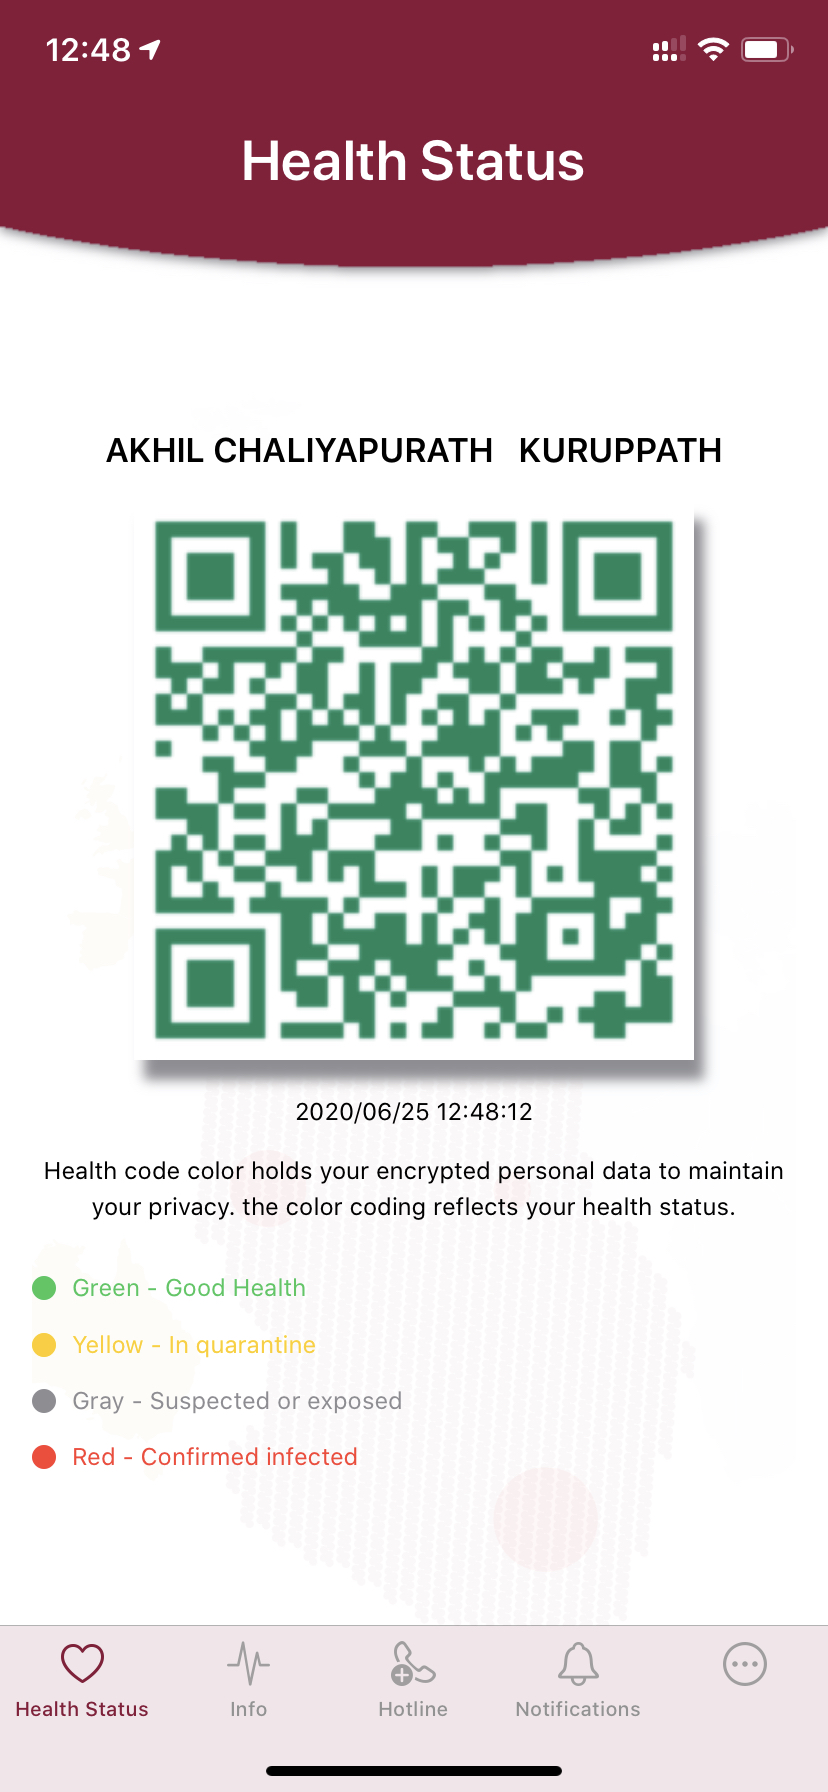 12:48
Health Status
AKHIL CHALIYAPURATH KURUPPATH
2020/06/25 12:48:12
Health code color holds your encrypted personal data to maintain
your privacy. the color coding reflects your health status.
Green - Good Health
Yellow - In quarantine
Gray - Suspected or exposed
Red - Confirmed infected
Health Status
Info
Hotline
Notifications